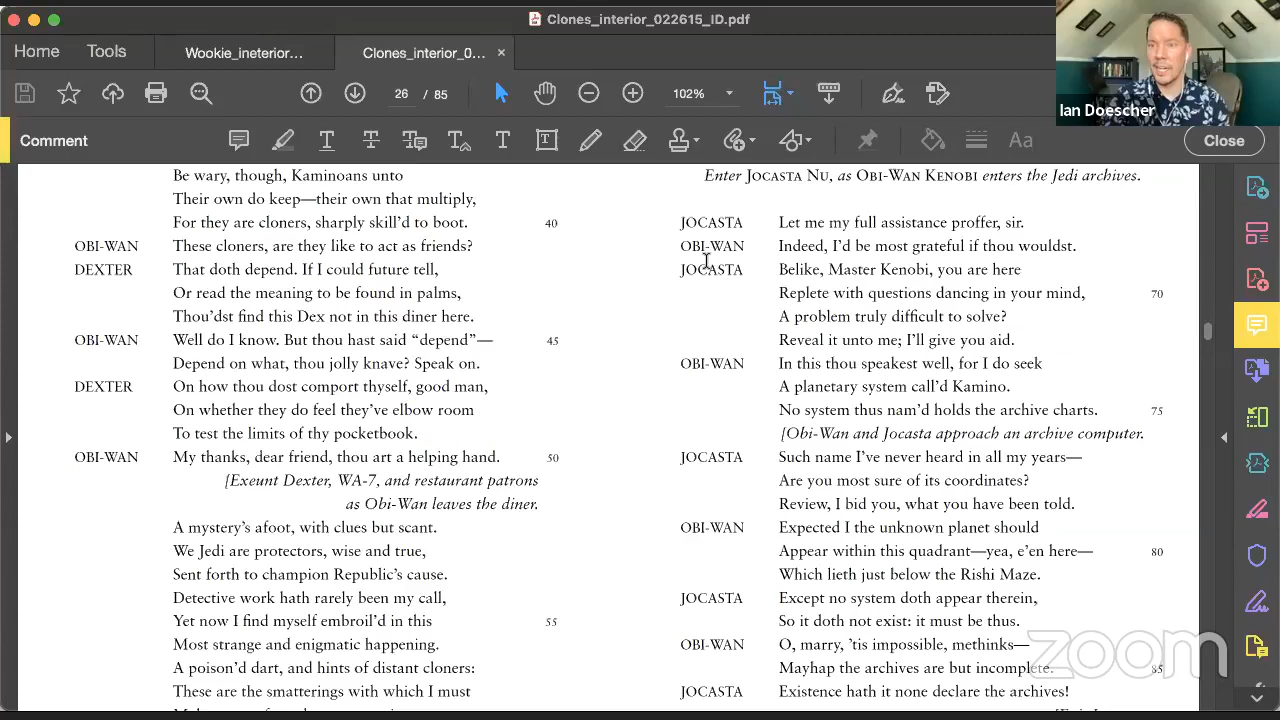 Clones_interior_022615_ID.pdf
Home
Tools
Wookie_ineterior...
Clones_interior_0...
26 / 85
102%
Ian Doescher
Comment
Aa
Close
Be wary, though, Kaminoans unto
Their own do keep—their own that multiply,
For they are cloners, sharply skill'd to boot. 40
OBI-WAN These cloners, are they like to act as friends?
DEXTER That doth depend. If I could future tell,
Or read the meaning to be found in palms,
Thou'dst find this Dex not in this diner here.
OBI-WAN Well do I know. But thou hast said “depend”— 45
Depend on what, thou jolly knave? Speak on.
DEXTER On how thou dost comport thyself, good man,
On whether they do feel they've elbow room
To test the limits of thy pocketbook.
OBI-WAN My thanks, dear friend, thou art a helping hand. 50
[Exeunt Dexter, WA-7, and restaurant patrons
as Obi-Wan leaves the diner.
A mystery's afoot, with clues but scant.
We Jedi are protectors, wise and true,
Sent forth to champion Republic's cause.
Detective work hath rarely been my call,
Yet now I find myself embroil'd in this 55
Most strange and enigmatic happening.
A poison'd dart, and hints of distant cloners:
These are the smatterings with which I must
Enter JOCASTA NU, as OBI-WAN KENOBI enters the Jedi archives.
JOCASTA Let me my full assistance proffer, sir.
OBI-WAN Indeed, I'd be most grateful if thou wouldst.
JOCASTA Belike, Master Kenobi, you are here
Replete with questions dancing in your mind, 70
A problem truly difficult to solve?
Reveal it unto me; I'll give you aid.
OBI-WAN In this thou speakest well, for I do seek
A planetary system call'd Kamino.
No system thus nam'd holds the archive charts. 75
[Obi-Wan and Jocasta approach an archive computer.
JOCASTA Such name I've never heard in all my years—
Are you most sure of its coordinates?
Review, I bid you, what you have been told.
OBI-WAN Expected I the unknown planet should
Appear within this quadrant—yea, e'en here— 80
Which lieth just below the Rishi Maze.
JOCASTA Except no system doth appear therein,
So it doth not exist: it must be thus.
OBI-WAN O, marry, 'tis impossible, methinks—
Mayhap the archives are but incomplete. 85
JOCASTA Existence hath it none declare the archives!
zoom